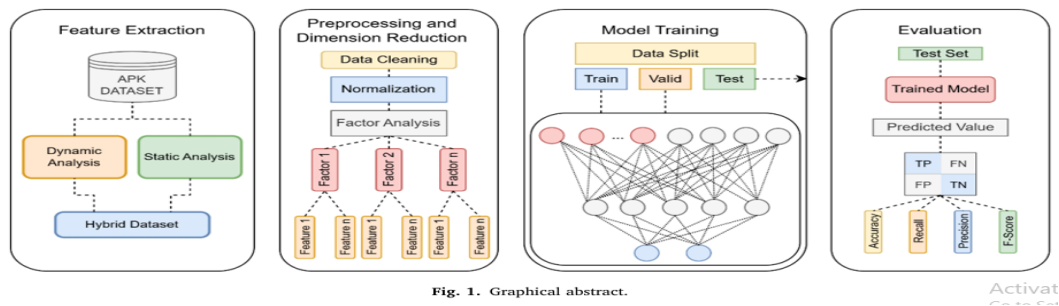 Feature Extraction
APK
DATASET
Dynamic
Analysis
Static Analysis
Hybrid Dataset
Preprocessing and
Dimension Reduction
Data Cleaning
Normalization
Factor Analysis
Factor 1
Factor 2
Factor n
Feature 1
Feature n
Feature 1
Feature n
Feature 1
Feature n
Model Training
Data Split
Train
Valid
Test
...
Evaluation
Test Set
Trained Model
Predicted Value
TP FN
FP TN
Accuracy
Recall
Precision
F-Score
Fig. 1. Graphical abstract.
Activat